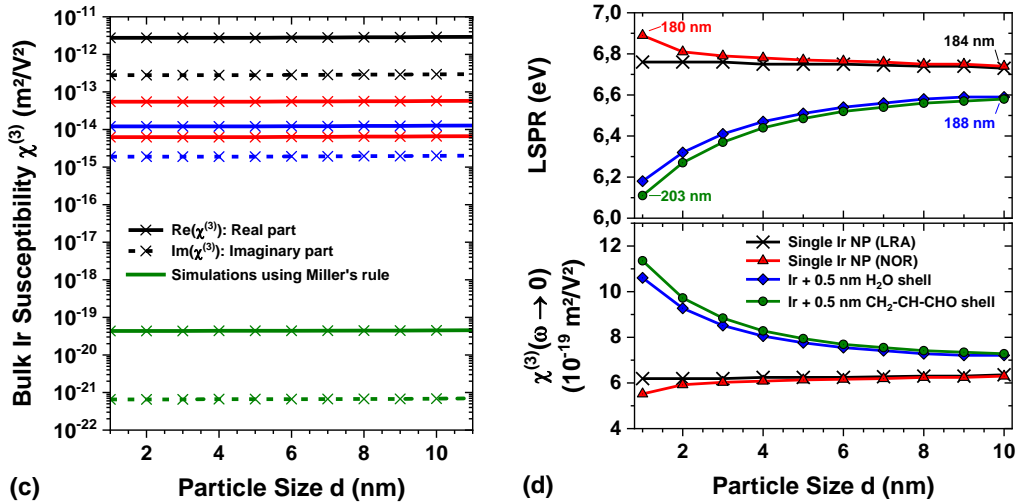 Bulk Ir Susceptibility χ⁽³⁾ (m²/V²)
10⁻¹¹
10⁻¹²
10⁻¹³
10⁻¹⁴
10⁻¹⁵
10⁻¹⁶
10⁻¹⁷
10⁻¹⁸
10⁻¹⁹
10⁻²⁰
10⁻²¹
10⁻²²
Re(χ⁽³⁾): Real part
Im(χ⁽³⁾): Imaginary part
Simulations using Miller's rule
2 4 6 8 10
(c) Particle Size d (nm)
LSPR (eV)
7,0
6,8
6,6
6,4
6,2
6,0
180 nm
184 nm
188 nm
203 nm
χ⁽³⁾(ω → 0)
(10⁻¹⁹ m²/V²)
12
10
8
6
4
Single Ir NP (LRA)
Single Ir NP (NOR)
Ir + 0.5 nm H₂O shell
Ir + 0.5 nm CH₂-CH-CHO shell
2 4 6 8 10
(d) Particle Size d (nm)